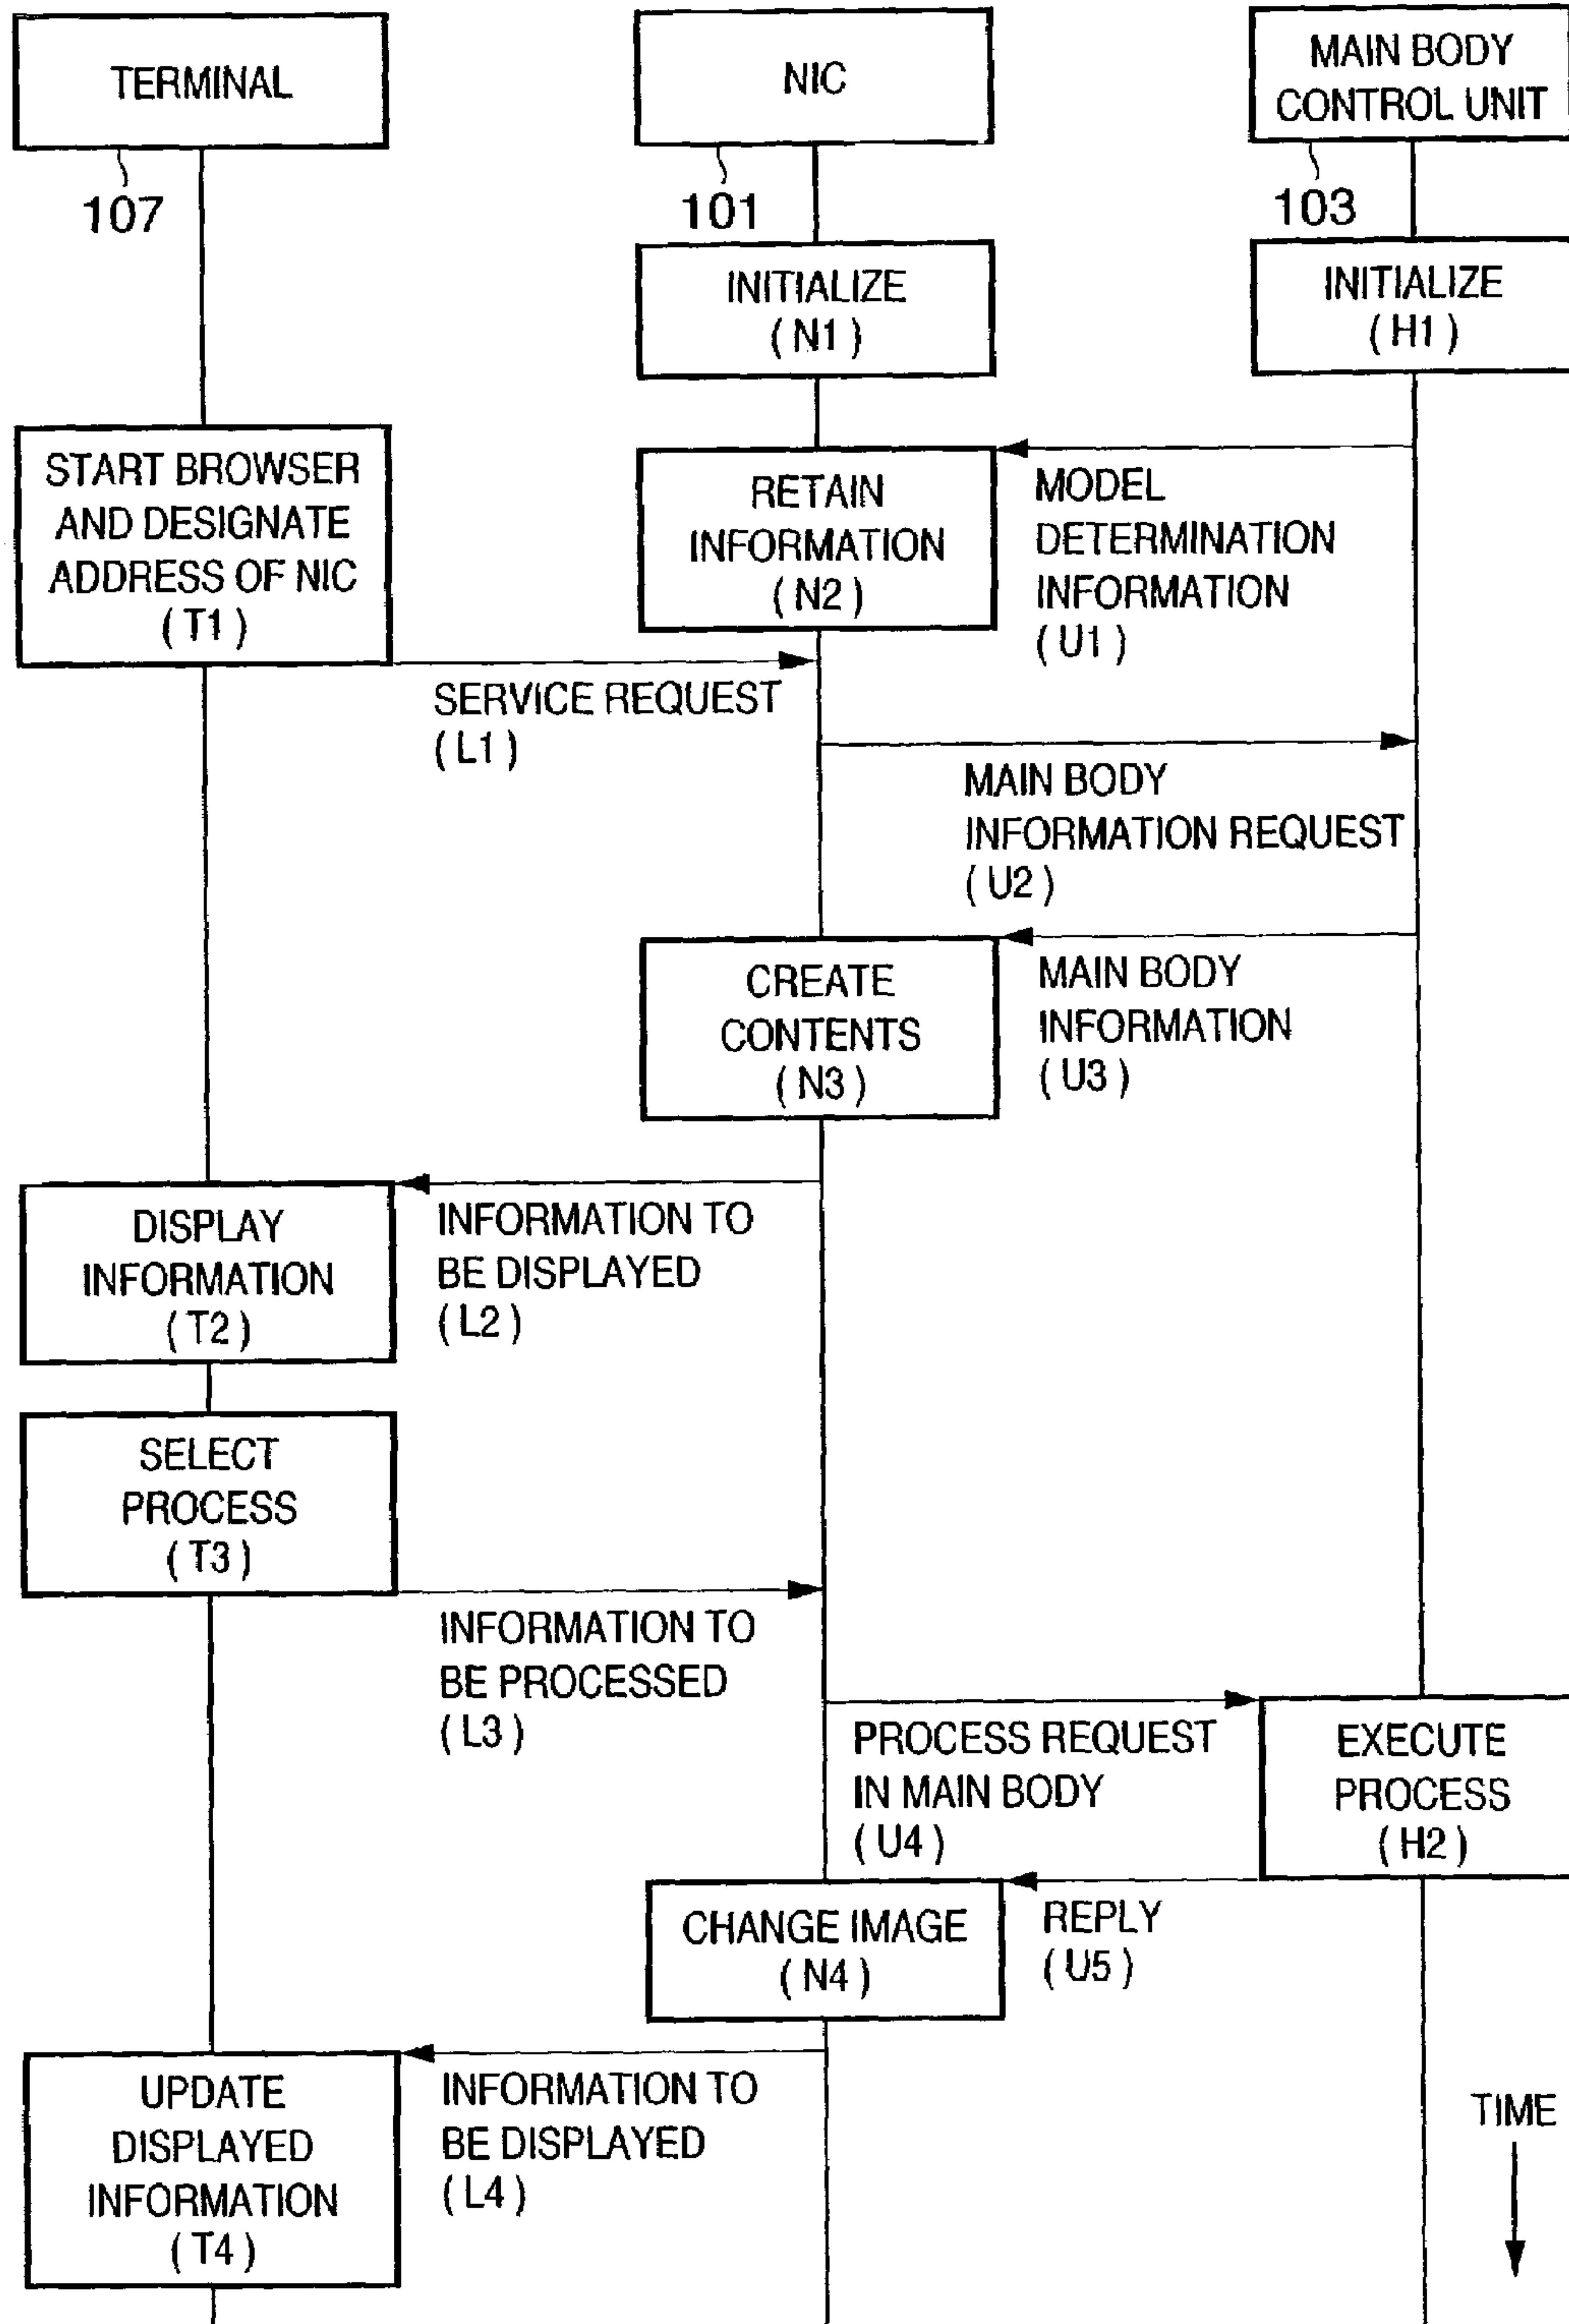 TERMINAL
NIC
MAIN BODY
CONTROL UNIT
107
101
103
INITIALIZE
( N1 )
INITIALIZE
( H1 )
START BROWSER
AND DESIGNATE
ADDRESS OF NIC
( T1 )
RETAIN
INFORMATION
( N2 )
MODEL
DETERMINATION
INFORMATION
( U1 )
SERVICE REQUEST
( L1 )
MAIN BODY
INFORMATION REQUEST
( U2 )
CREATE
CONTENTS
( N3 )
MAIN BODY
INFORMATION
( U3 )
DISPLAY
INFORMATION
( T2 )
INFORMATION TO
BE DISPLAYED
( L2 )
SELECT
PROCESS
( T3 )
INFORMATION TO
BE PROCESSED
( L3 )
PROCESS REQUEST
IN MAIN BODY
( U4 )
EXECUTE
PROCESS
( H2 )
CHANGE IMAGE
( N4 )
REPLY
( U5 )
UPDATE
DISPLAYED
INFORMATION
( T4 )
INFORMATION TO
BE DISPLAYED
( L4 )
TIME